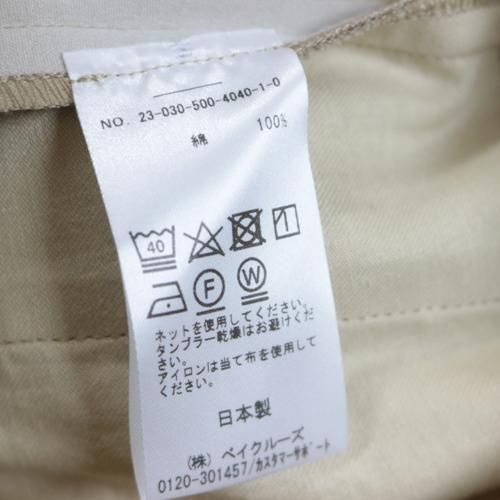 NO. 23-030-500-4040-1-0
綿 100%
40
F W
ネットを使用してください。
タンブラー乾燥はお避けくだ
さい。
アイロンは当て布を使用して
ください。
日本製
(株) ベイクルーズ
0120-301457/カスタマーサポート